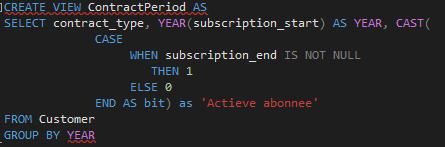 CREATE VIEW ContractPeriod AS
SELECT contract_type, YEAR(subscription_start) AS YEAR, CAST(
CASE
WHEN subscription_end IS NOT NULL
THEN 1
ELSE 0
END AS bit) as 'Actieve abonnee'
FROM Customer
GROUP BY YEAR